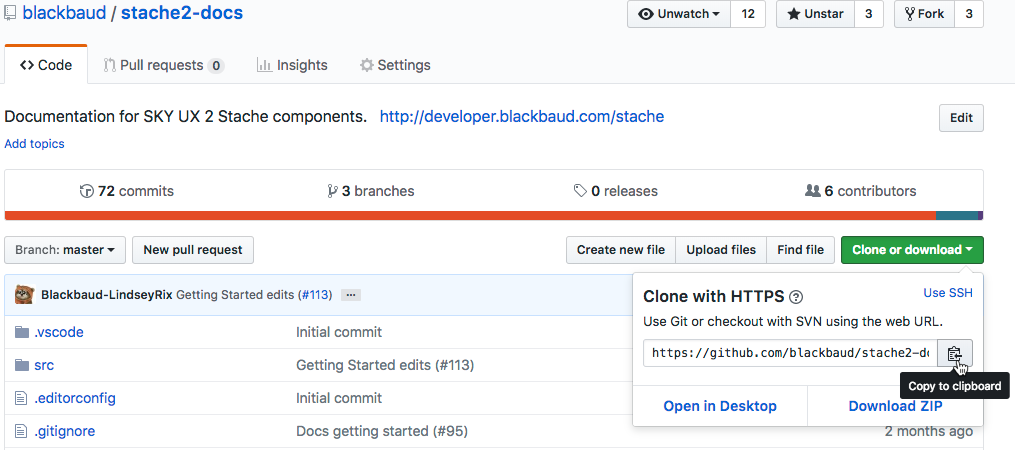 blackbaud / stache2-docs
Unwatch 12 Unstar 3 Fork 3
Code Pull requests 0 Insights Settings
Documentation for SKY UX 2 Stache components. http://developer.blackbaud.com/stache
Edit
Add topics
72 commits 3 branches 0 releases 6 contributors
Branch: master New pull request Create new file Upload files Find file Clone or download
Blackbaud-LindseyRix Getting Started edits (#113) ...
Clone with HTTPS ? Use SSH
Use Git or checkout with SVN using the web URL.
.vscode Initial commit
https://github.com/blackbaud/stache2-do
src Getting Started edits (#113)
Copy to clipboard
.editorconfig Initial commit
Open in Desktop Download ZIP
.gitignore Docs getting started (#95) 2 months ago